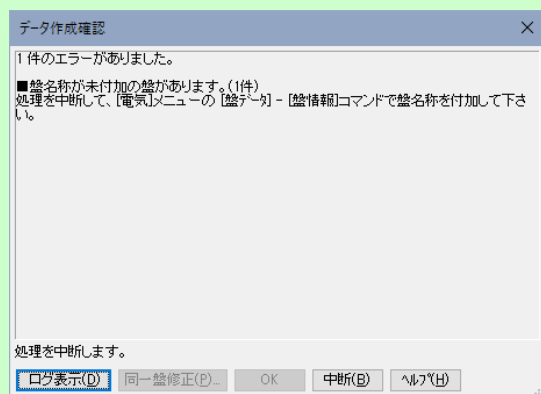 データ作成確認
1 件のエラーがありました。
■盤名称が未付加の盤があります。(1件)
処理を中断して、[電気]メニューの [盤ﾃﾞｰﾀ] - [盤情報]コマンドで盤名称を付加して下さ
い。
処理を中断します。
ログ表示(D)
同一盤修正(P)...
OK
中断(B)
ﾍﾙﾌﾟ(H)